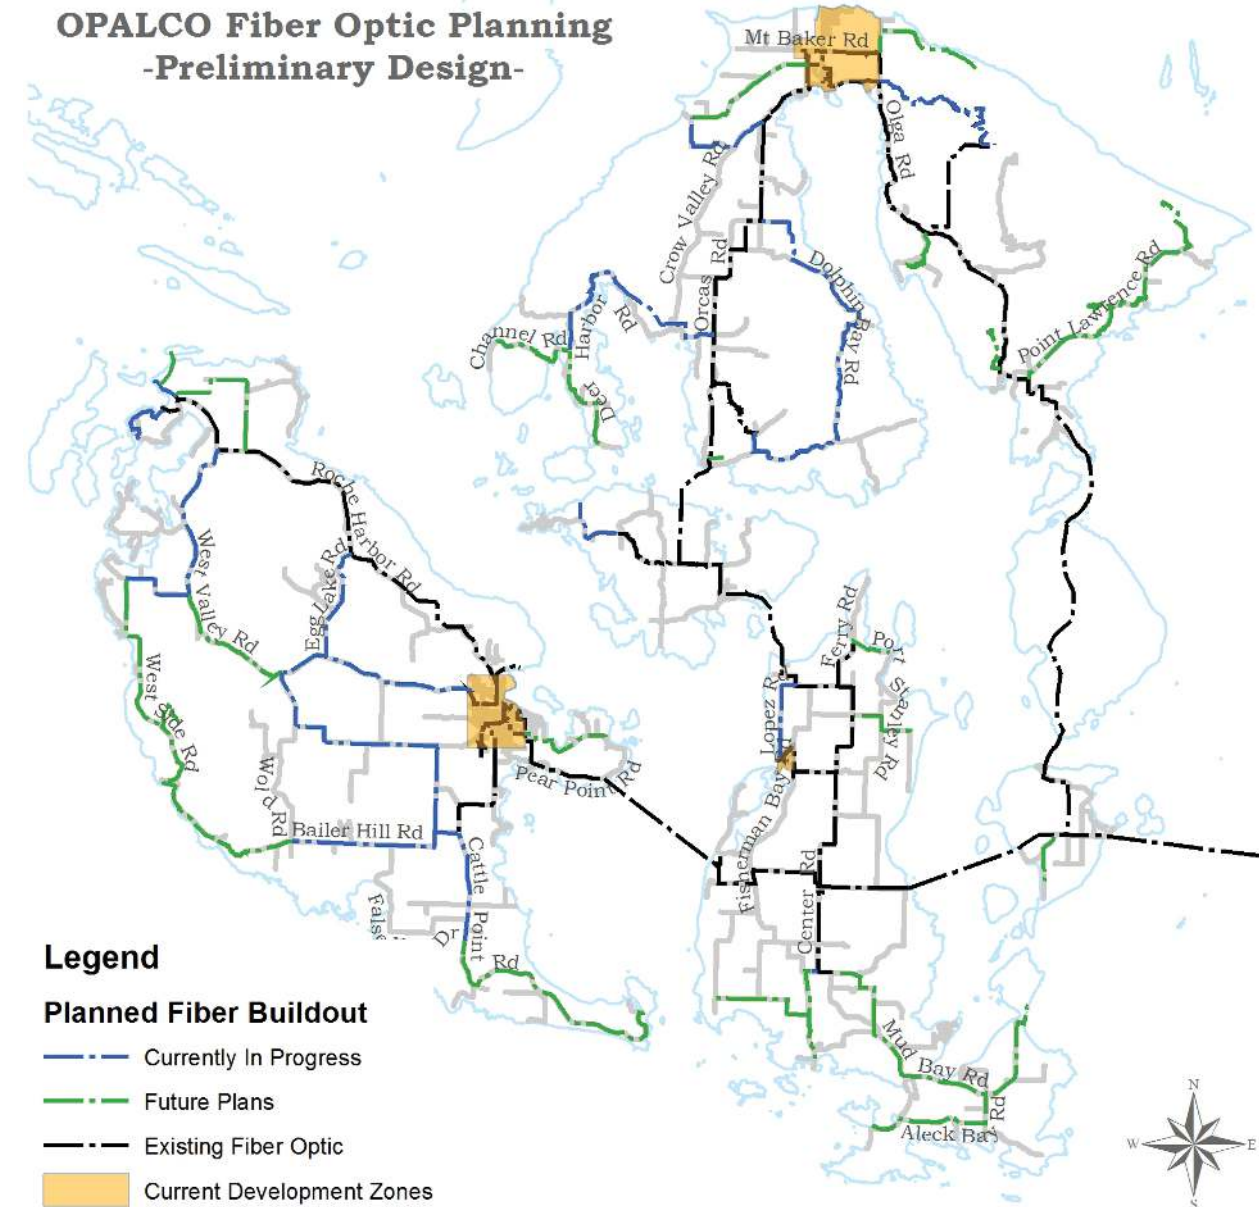 OPALCO Fiber Optic Planning
-Preliminary Design-
Mt Baker Rd
Olga Rd
Crow Valley Rd
Orcas Rd
Dolphin Bay Rd
Point Lawrence Rd
Channel Rd
Deer Harbor Rd
Roche Harbor Rd
Egg Lake Rd
West Valley Rd
West Side Rd
Wold Rd
Bailer Hill Rd
Cattle Point Rd
False
Dr
Pear Point Rd
Ferry Rd
Port Stanley Rd
Lopez Rd
Fisherman Bay
Center Rd
Mud Bay Rd
Aleck Bay Rd
Legend
Planned Fiber Buildout
Currently In Progress
Future Plans
Existing Fiber Optic
Current Development Zones
N
W
E
S